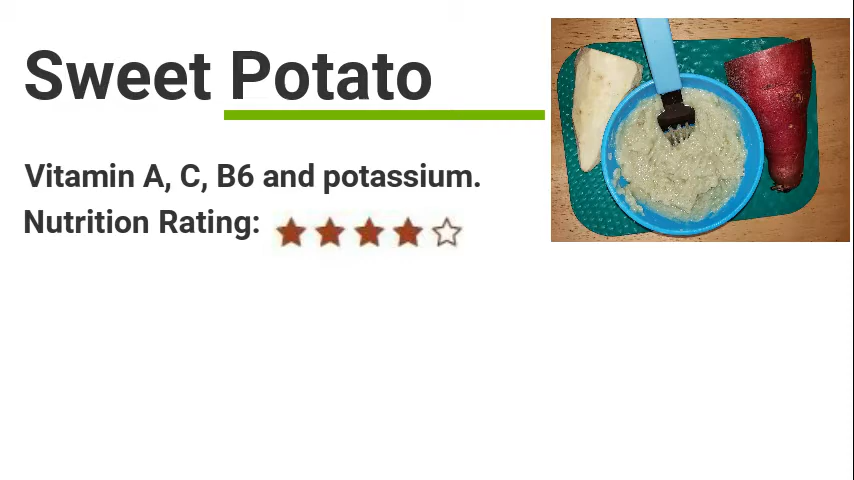 Sweet Potato
Vitamin A, C, B6 and potassium.
Nutrition Rating: